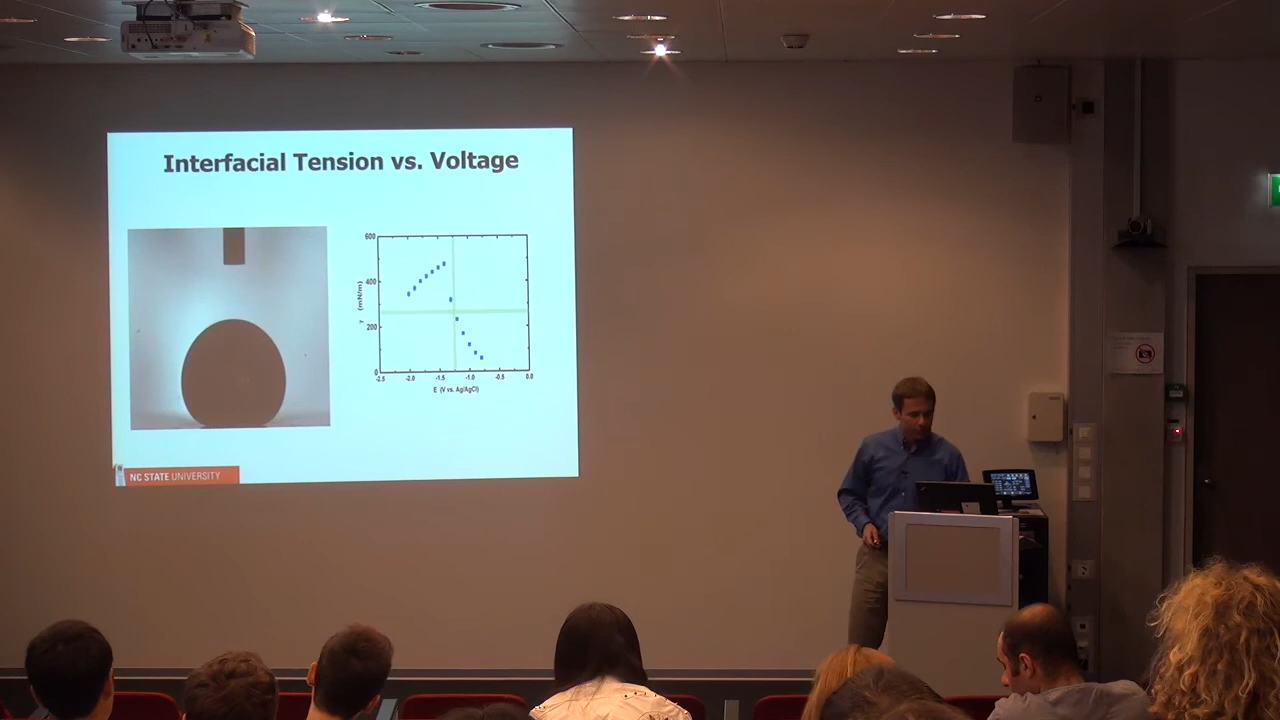 Interfacial Tension vs. Voltage
600
400
200
0
γ (mN/m)
-2.5 -2.0 -1.5 -1.0 -0.5 0.0
E (V vs. Ag/AgCl)
NC STATE UNIVERSITY